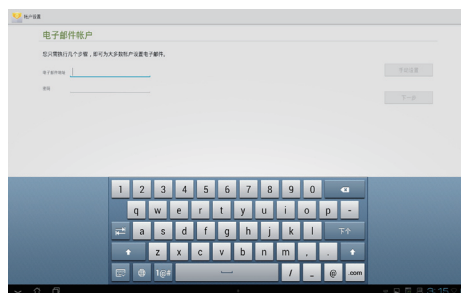 帐户设置
电子邮件帐户
您只需执行几个步骤，即可为大多数帐户设置电子邮件。
电子邮件地址
密码
手动设置
下一步
1 2 3 4 5 6 7 8 9 0
q w e r t y u i o p -
a s d f g h j k l 下个
z x c v b n m , .
1@# / _ @ .com
3:15